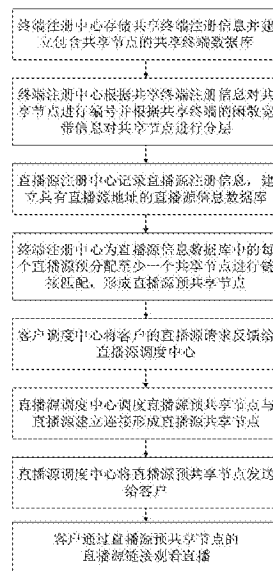 终端注册中心存储共享终端注册信息并建
立包含共享节点的共享终端数据库
终端注册中心根据共享终端注册信息对共
享节点进行编号并根据共享终端的函数宽
带信息对共享节点进行分层
直播源注册中心记录直播源注册信息，建
立具有直播源地址的直播源信息数据库
终端注册中心为直播源信息数据库中的每
个直播源预分配至少一个共享节点进行链
接匹配，形成直播源预共享节点
客户调度中心将客户的直播源请求反馈给
直播源调度中心
直播源调度中心调度直播源预共享节点与
直播源建立连接形成直播源共享节点
直播源调度中心将直播源预共享节点发送
给客户
客户通过直播源预共享节点的
直播源链接观看直播